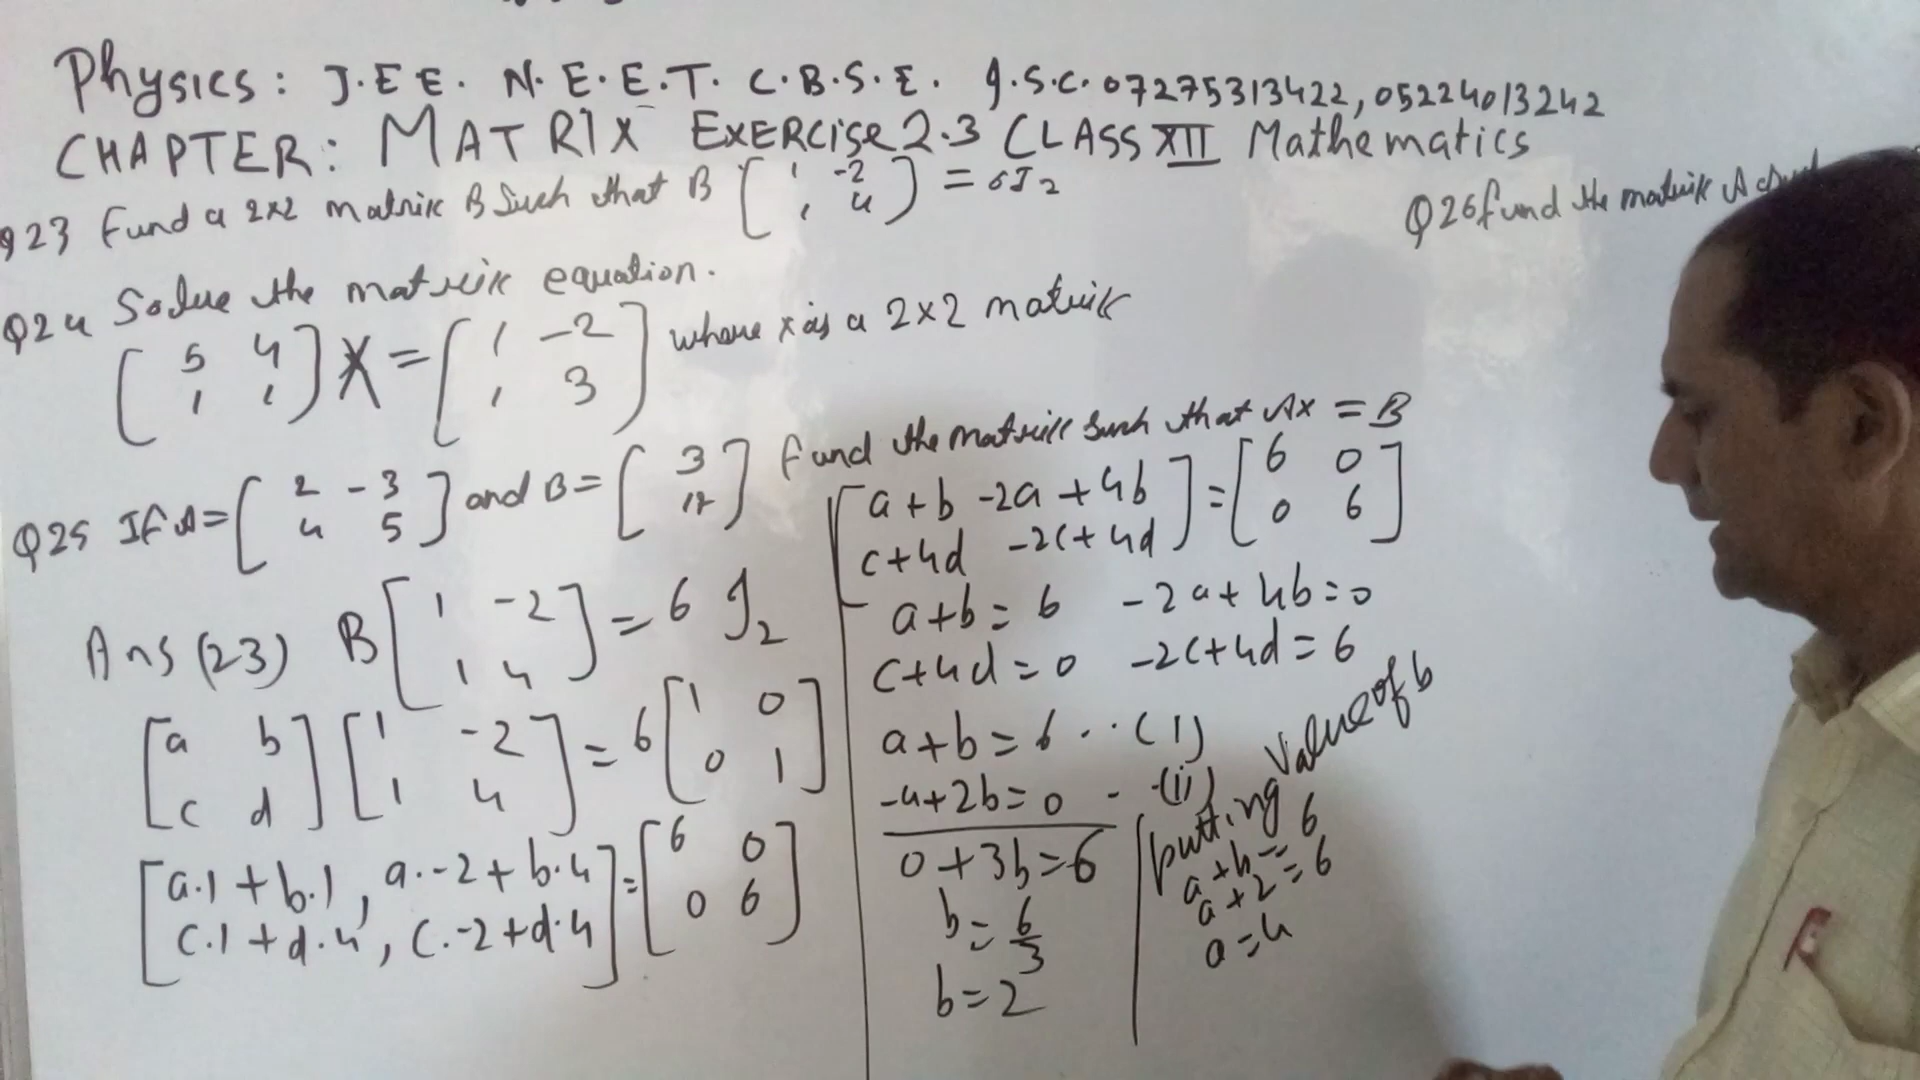 Physics: J.E.E. N.E.E.T. C.B.S.E. I.S.C. 07275313422, 05224013242
CHAPTER: MATRIX EXERCISE 2.3 CLASS XII Mathematics
Q23 Find a 2×2 matrix B Such that B [ 1 -2
1 4 ] = 6I2
Q24 Solve the matrix equation.
[ 5 4
1 1 ] X = [ 1 -2
1 3 ] where x is a 2×2 matrix
Q25 If A= [ 2 -3
4 5 ] and B= [ 3
] find the matrix such that AX = B
Q26 find the matrix A
Ans (23) B [ 1 -2
1 4 ] = 6 I2
[ a b
c d ] [ 1 -2
1 4 ] = 6 [ 1 0
0 1 ]
[ a.1 + b.1, a.-2 + b.4
c.1 + d.4, c.-2 + d.4 ] = [ 6 0
0 6 ]
[ a+b -2a+4b
c+4d -2c+4d ] = [ 6 0
0 6 ]
a+b = 6 -2a+4b=0
c+4d=0 -2c+4d=6
a+b=6 .. (1)
-a+2b=0 - -(ii)
0+3b=6
b= 6/3
b=2
putting value of b
a+b=6
a+2=6
a=4